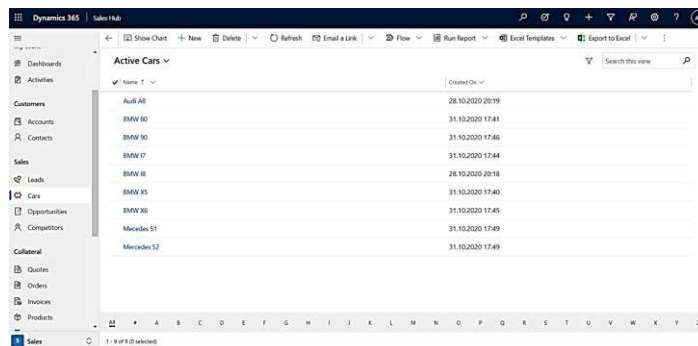 Dynamics 365 Sales Hub
Show Chart New Delete Refresh Email a Link Flow Run Report Excel Templates Export to Excel
Dashboards
Activities
Customers
Accounts
Contacts
Sales
Leads
Cars
Opportunities
Competitors
Collateral
Quotes
Orders
Invoices
Products
Sales
Active Cars
Search this view
Name Created On
Audi A8 28.10.2020 20:19
BMW 80 31.10.2020 17:41
BMW 90 31.10.2020 17:46
BMW I7 31.10.2020 17:44
BMW I8 28.10.2020 20:18
BMW X5 31.10.2020 17:40
BMW X6 31.10.2020 17:45
Mecedes S1 31.10.2020 17:49
Mercedes S2 31.10.2020 17:49
All # A B C D E F G H I J K L M N O P Q R S T U V W X Y
1 - 9 of 9 (0 selected)